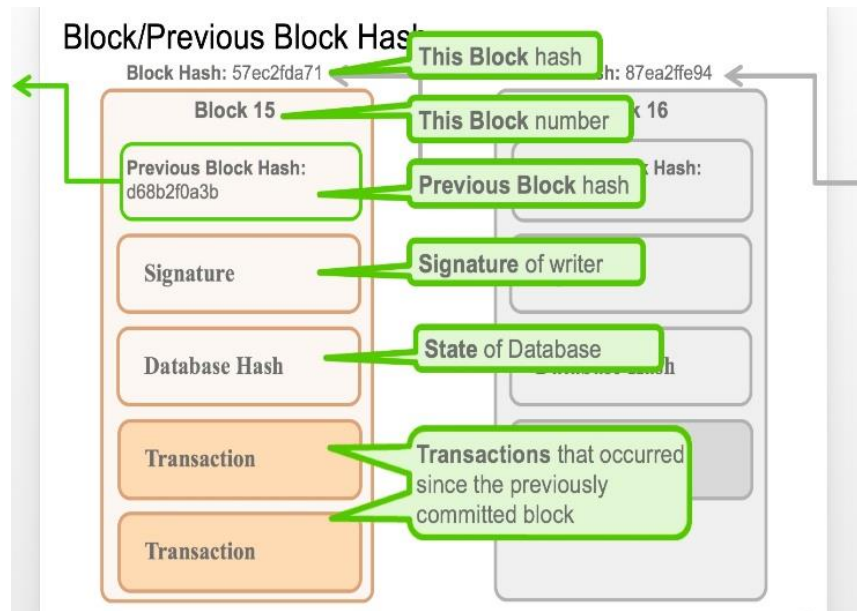 Block/Previous Block Hash
Block Hash: 57ec2fda71
This Block hash
87ea2ffe94
Block 15
This Block number
16
Previous Block Hash:
d68b2f0a3b
Previous Block hash
Hash:
Signature
Signature of writer
Database Hash
State of Database
Database Hash
Transaction
Transactions that occurred
since the previously
committed block
Transaction